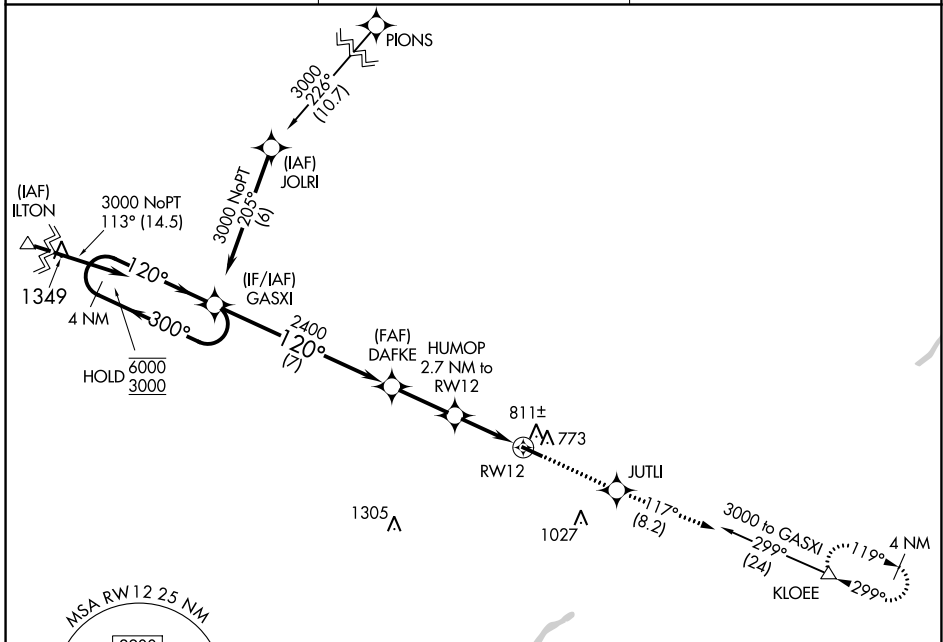 PIONS
3000
226°
(10.7)
(IAF)
JOLRI
3000 NoPT
205°
(6)
(IAF)
ILTON
3000 NoPT
113° (14.5)
1349
120°
4 NM
300°
HOLD 6000
3000
(IF/IAF)
GASXI
2400
120°
(7)
(FAF)
DAFKE
HUMOP
2.7 NM to
RW12
811±
773
RW12
JUTLI
117°
(8.2)
1305
1027
3000 to GASXI
299°
(24)
KLOEE
119°
4 NM
299°
MSA RW12 25 NM